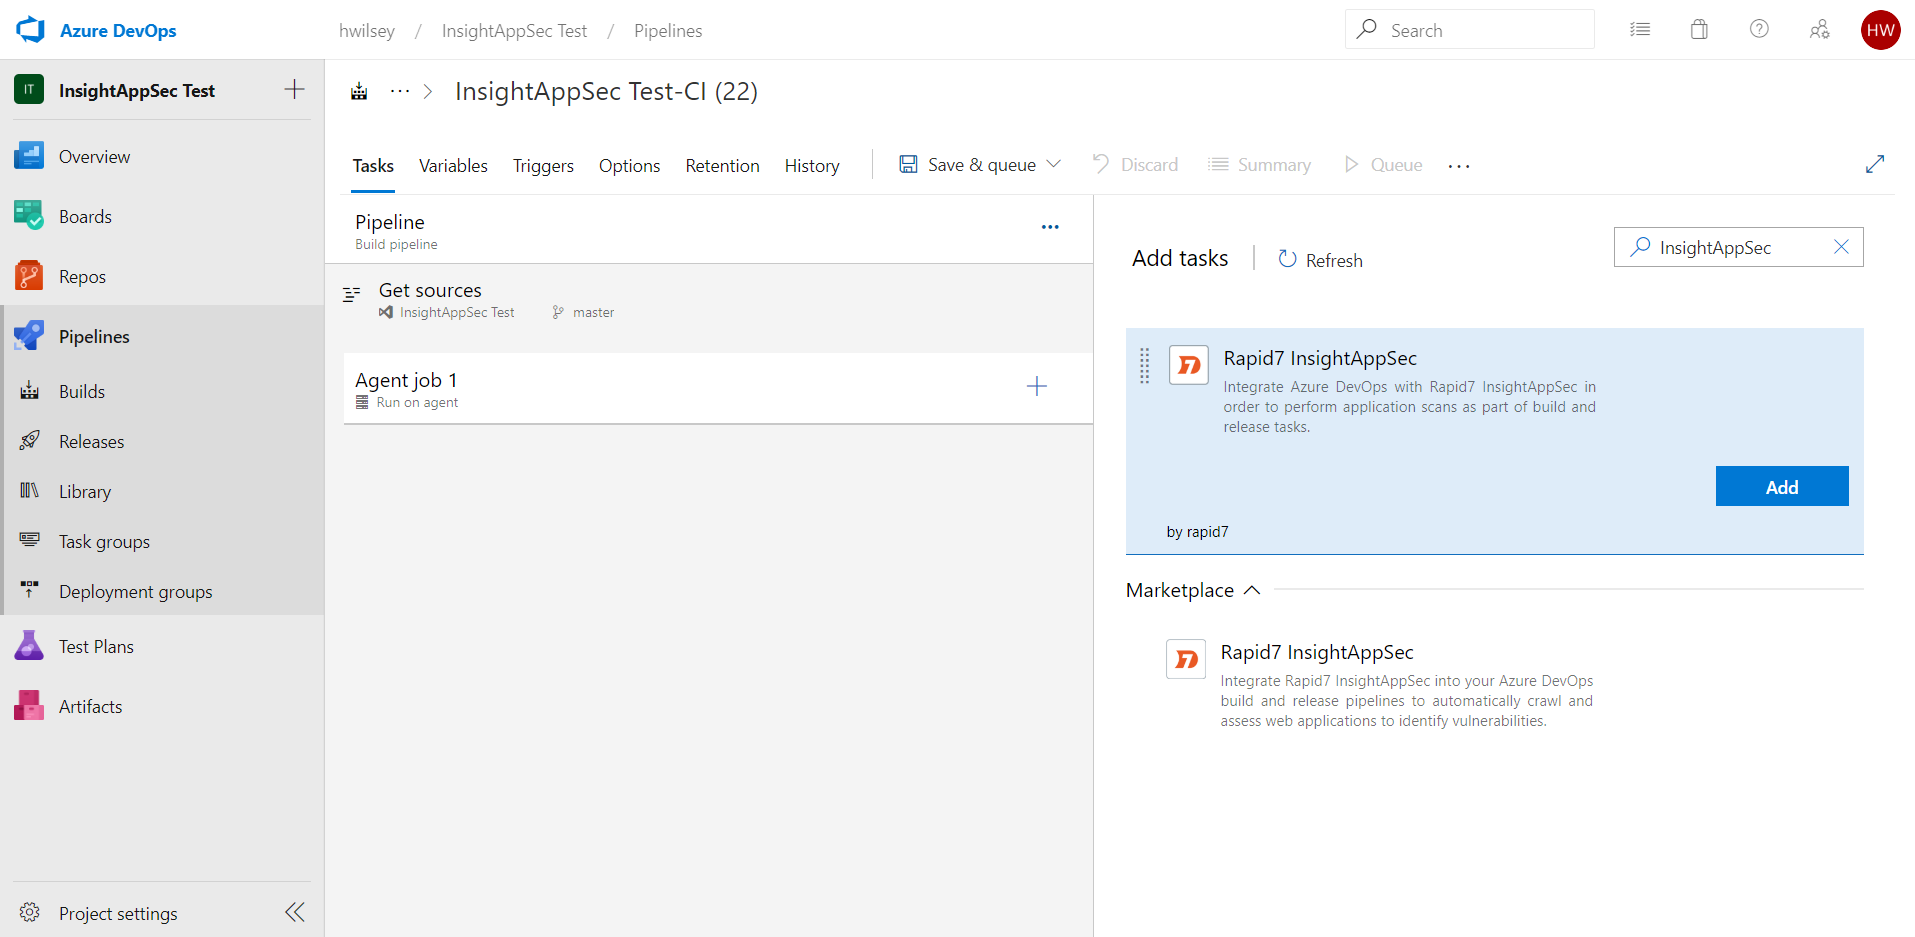 Azure DevOps
hwilsey / InsightAppSec Test / Pipelines
Search
HW
IT InsightAppSec Test
Overview
Boards
Repos
Pipelines
Builds
Releases
Library
Task groups
Deployment groups
Test Plans
Artifacts
Project settings
... > InsightAppSec Test-CI (22)
Tasks Variables Triggers Options Retention History Save & queue Discard Summary Queue ...
Pipeline
Build pipeline
...
Get sources
InsightAppSec Test master
Agent job 1
Run on agent
Add tasks Refresh
InsightAppSec
Rapid7 InsightAppSec
Integrate Azure DevOps with Rapid7 InsightAppSec in
order to perform application scans as part of build and
release tasks.
Add
by rapid7
Marketplace
Rapid7 InsightAppSec
Integrate Rapid7 InsightAppSec into your Azure DevOps
build and release pipelines to automatically crawl and
assess web applications to identify vulnerabilities.